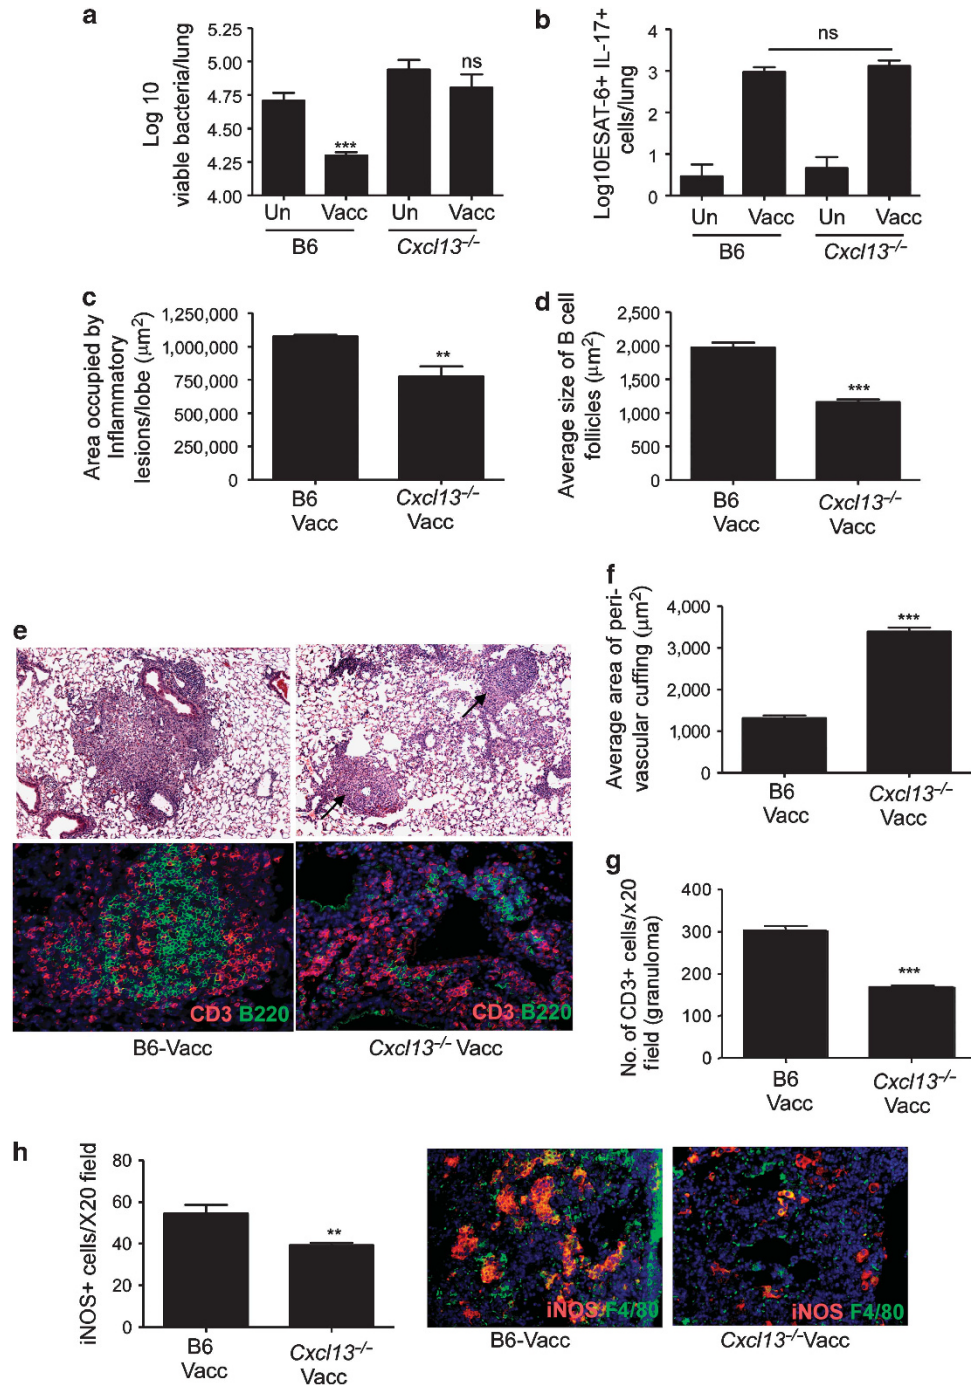 a
Log 10
viable bacteria/lung
5.25
5.00
4.75
4.50
4.25
4.00
***
ns
Un Vacc Un Vacc
B6 Cxcl13–/–
b
Log10ESAT-6+ IL-17+
cells/lung
4
3
2
1
0
ns
Un Vacc Un Vacc
B6 Cxcl13–/–
c
Area occupied by
Inflammatory
lesions/lobe (µm2)
1,250,000
1,000,000
750,000
500,000
250,000
0
**
B6
Vacc
Cxcl13–/–
Vacc
d
Average size of B cell
follicles (µm2)
2,500
2,000
1,500
1,000
500
0
***
B6
Vacc
Cxcl13–/–
Vacc
e
CD3 B220
CD3 B220
B6-Vacc
Cxcl13–/– Vacc
f
Average area of peri-
vascular cuffing (µm2)
4,000
3,000
2,000
1,000
0
***
B6
Vacc
Cxcl13–/–
Vacc
g
No. of CD3+ cells/x20
field (granuloma)
400
300
200
100
0
***
B6
Vacc
Cxcl13–/–
Vacc
h
iNOS+ cells/X20 field
80
60
40
20
0
**
B6
Vacc
Cxcl13–/–
Vacc
iNOS/F4/80
B6-Vacc
iNOS F4/80
Cxcl13–/–Vacc